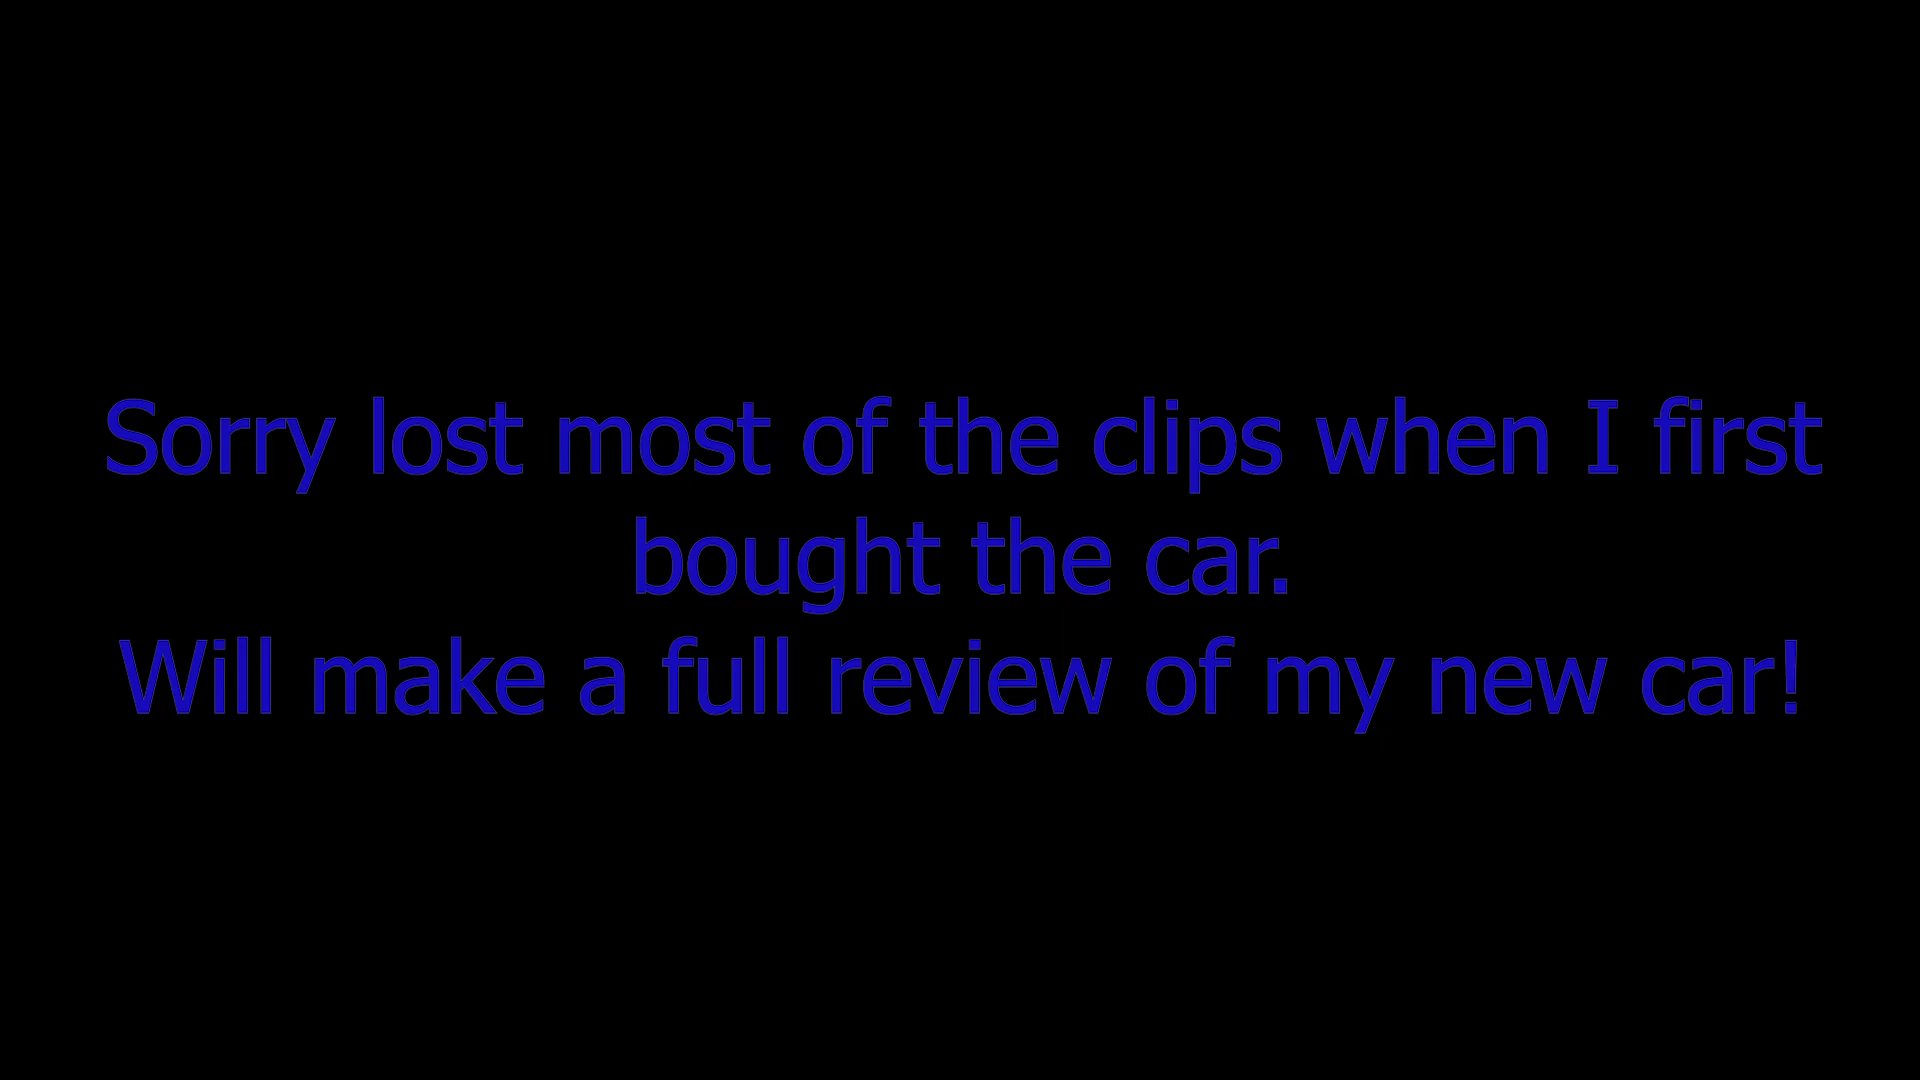 Sorry lost most of the clips when I first
bought the car.
Will make a full review of my new car!